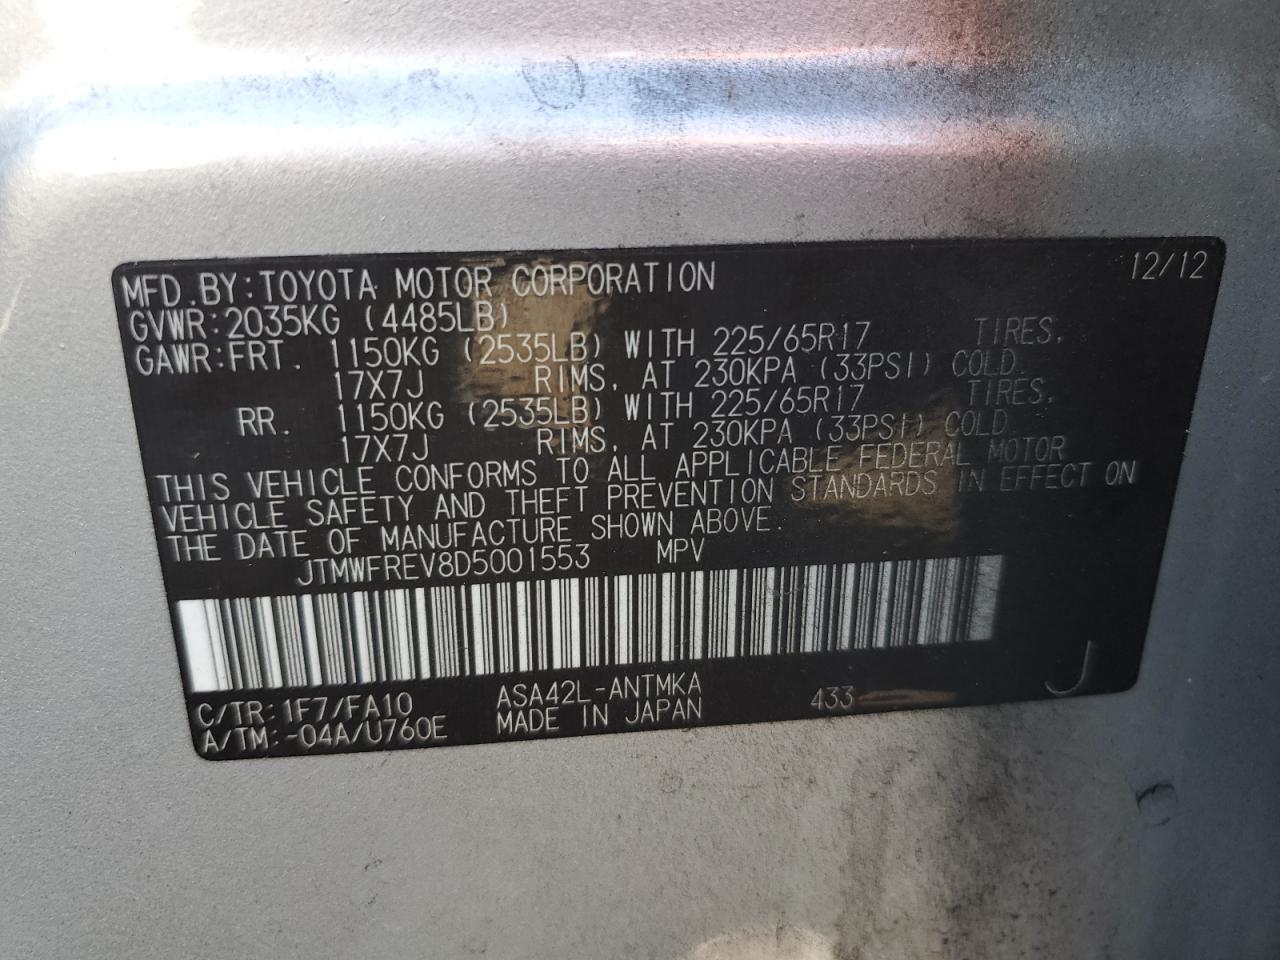 MFD.BY:TOYOTA MOTOR CORPORATION 12/12
GVWR:2035KG (4485LB)
GAWR:FRT. 1150KG (2535LB) WITH 225/65R17 TIRES,
17X7J RIMS, AT 230KPA (33PSI) COLD.
RR. 1150KG (2535LB) WITH 225/65R17 TIRES,
17X7J RIMS, AT 230KPA (33PSI) COLD.
THIS VEHICLE CONFORMS TO ALL APPLICABLE FEDERAL MOTOR
VEHICLE SAFETY AND THEFT PREVENTION STANDARDS IN EFFECT ON
THE DATE OF MANUFACTURE SHOWN ABOVE.
JTMWFREV8D5001553 MPV
C/TR:1F7/FA10 ASA42L-ANTMKA 433 J
A/TM:-04A/U760E MADE IN JAPAN